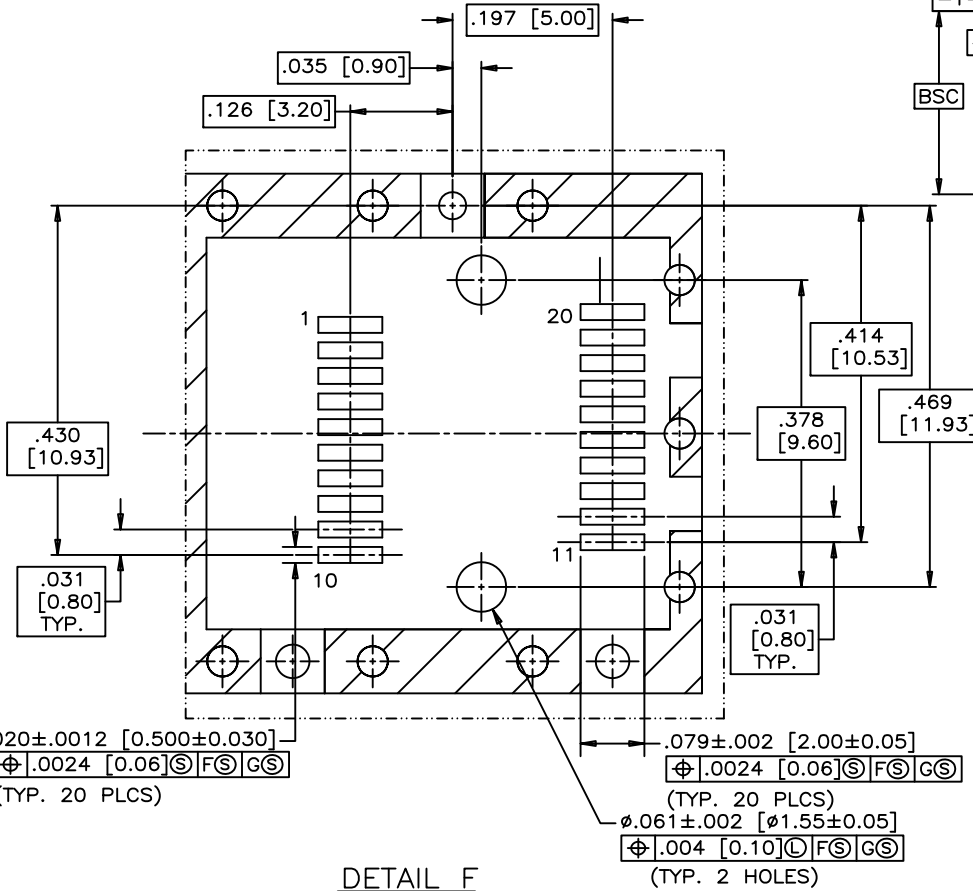 .197 [5.00]
.035 [0.90]
.126 [3.20]
BSC
1
20
.414
[10.53]
.378
[9.60]
.469
[11.93]
.430
[10.93]
10
11
.031
[0.80]
TYP.
.031
[0.80]
TYP.
020±.0012 [0.500±0.030]
⌖ .0024 [0.06]Ⓢ FⓈ GⓈ
(TYP. 20 PLCS)
.079±.002 [2.00±0.05]
⌖ .0024 [0.06]Ⓢ FⓈ GⓈ
(TYP. 20 PLCS)
⌀.061±.002 [⌀1.55±0.05]
⌖ .004 [0.10]Ⓛ FⓈ GⓈ
(TYP. 2 HOLES)
DETAIL F